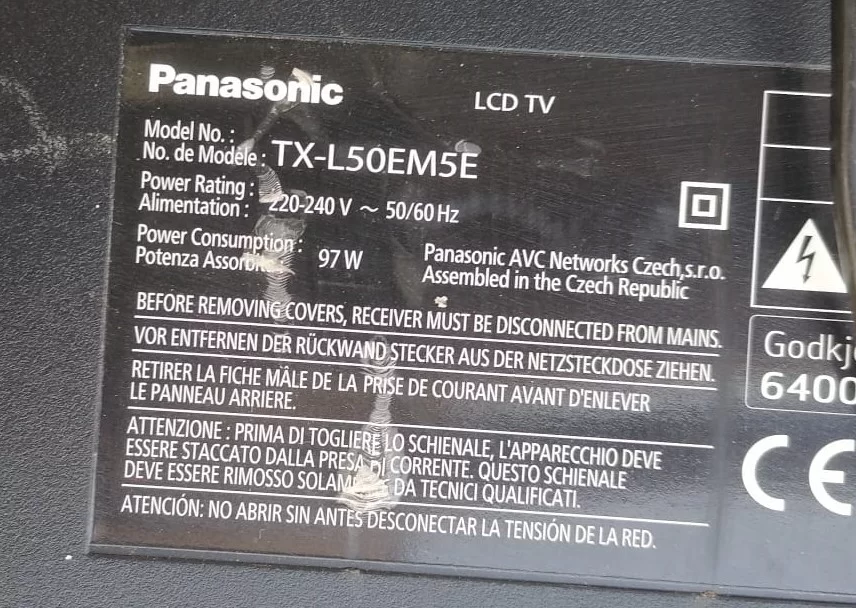 Panasonic
LCD TV
Model No. :
No. de Modèle : TX-L50EM5E
Power Rating :
Alimentation : 220-240 V ~ 50/60 Hz
Power Consumption :
Potenza Assorbita : 97 W
Panasonic AVC Networks Czech,s.r.o.
Assembled in the Czech Republic
BEFORE REMOVING COVERS, RECEIVER MUST BE DISCONNECTED FROM MAINS.
VOR ENTFERNEN DER RÜCKWAND STECKER AUS DER NETZSTECKDOSE ZIEHEN.
RETIRER LA FICHE MÂLE DE LA PRISE DE COURANT AVANT D'ENLEVER
LE PANNEAU ARRIERE.
ATTENZIONE : PRIMA DI TOGLIERE LO SCHIENALE, L'APPARECCHIO DEVE
ESSERE STACCATO DALLA PRESA DI CORRENTE. QUESTO SCHIENALE
DEVE ESSERE RIMOSSO SOLAMENTE DA TECNICI QUALIFICATI.
ATENCIÓN: NO ABRIR SIN ANTES DESCONECTAR LA TENSIÓN DE LA RED.
Godkj
6400
CE